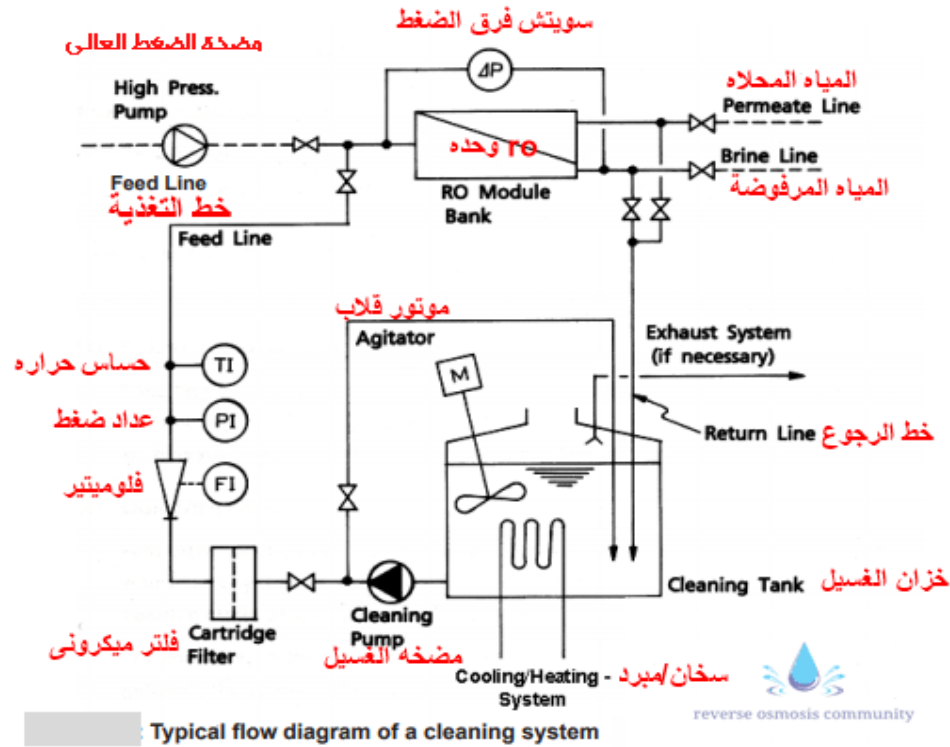 سويتش فرق الضغط
مضخة الضغط العالى
High Press.
Pump
ΔP
المياه المحلاه
Permeate Line
وحده ro
Brine Line
المياه المرفوضة
Feed Line
خط التغذية
Feed Line
RO Module
Bank
موتور قلاب
Agitator
Exhaust System
(if necessary)
حساس حراره
TI
M
عداد ضغط
PI
Return Line خط الرجوع
فلوميتير
FI
Cleaning Tank خزان الغسيل
Cleaning
Pump
مضخه الغسيل
فلتر ميكرونى
Cartridge
Filter
Cooling/Heating - سخان/مبرد
System
reverse osmosis community
: Typical flow diagram of a cleaning system